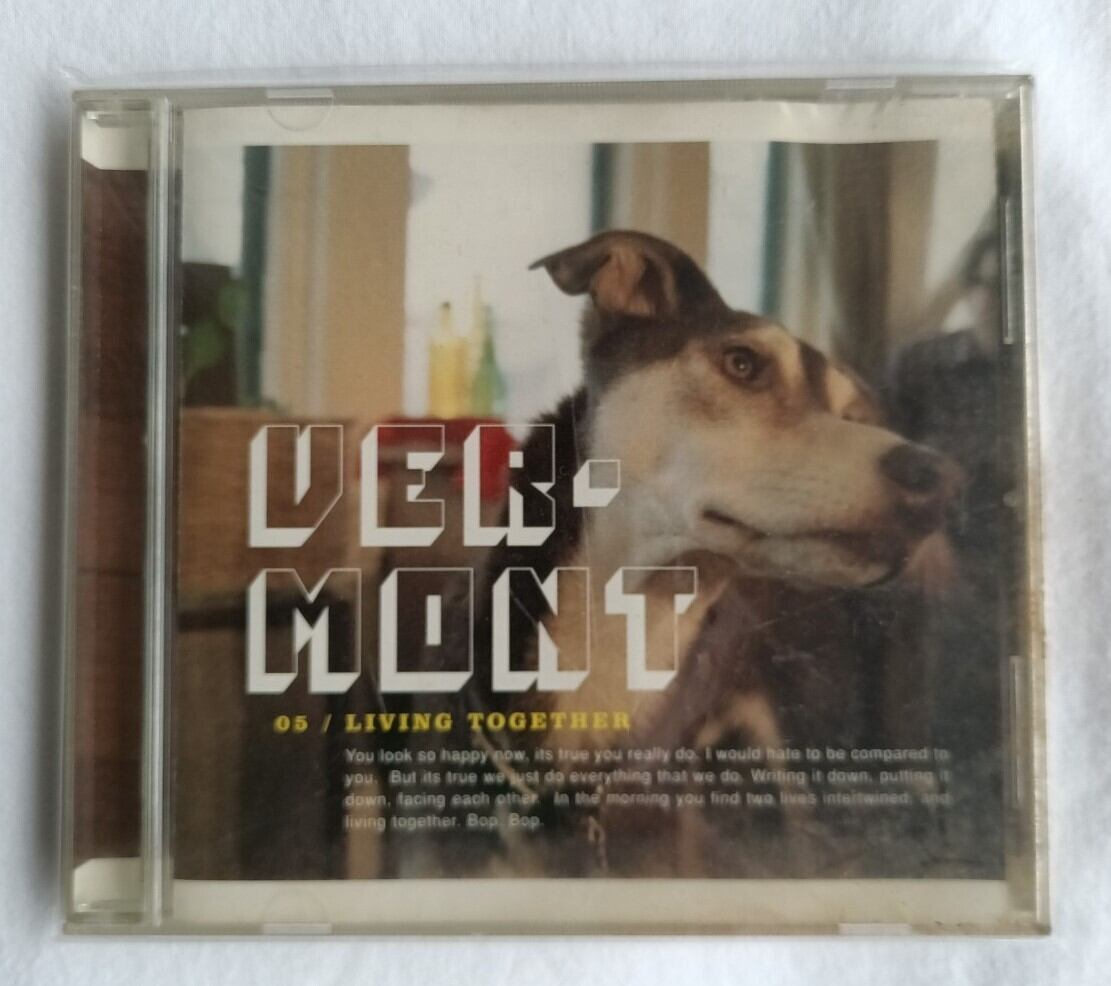 VER-
MONT
05 / LIVING TOGETHER
You look so happy now, its true you really do. I would hate to be compared to
you. But its true we just do everything that we do. Writing it down, putting it
down, facing each other. In the morning you find two lives intertwined, and
living together. Bop. Bop.